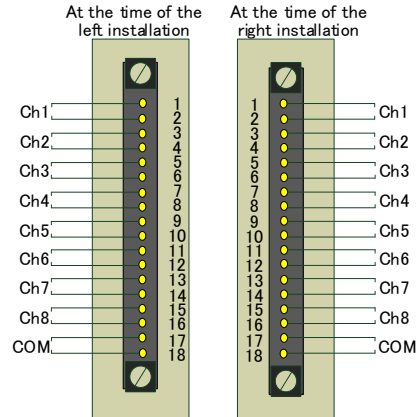 At the time of the
left installation
At the time of the
right installation
Ch1
Ch2
Ch3
Ch4
Ch5
Ch6
Ch7
Ch8
COM
1
2
3
4
5
6
7
8
9
10
11
12
13
14
15
16
17
18
1
2
3
4
5
6
7
8
9
10
11
12
13
14
15
16
17
18
Ch1
Ch2
Ch3
Ch4
Ch5
Ch6
Ch7
Ch8
COM